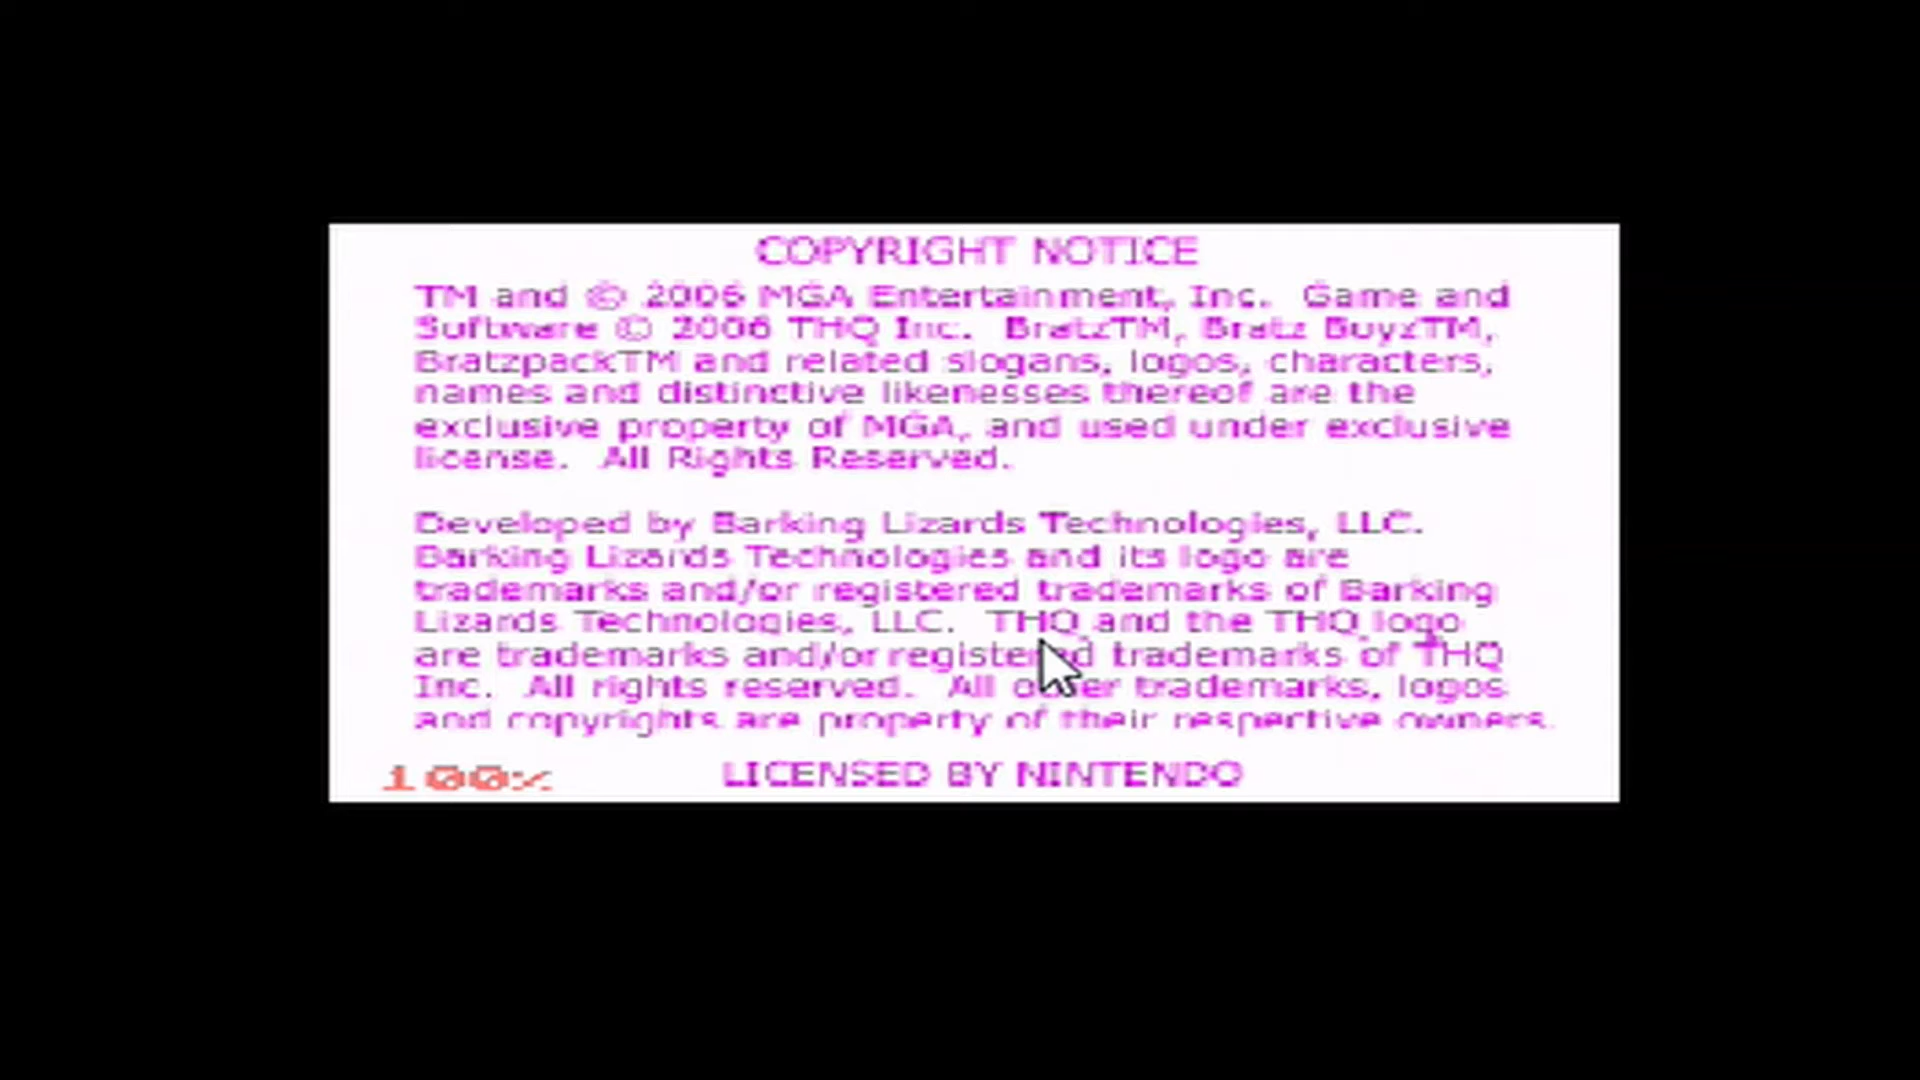 COPYRIGHT NOTICE
TM and © 2006 MGA Entertainment, Inc. Game and
Software © 2006 THQ Inc. BratzTM, Bratz BoyzTM,
BratzpackTM and related slogans, logos, characters,
names and distinctive likenesses thereof are the
exclusive property of MGA, and used under exclusive
license. All Rights Reserved.
Developed by Barking Lizards Technologies, LLC.
Barking Lizards Technologies and its logo are
trademarks and/or registered trademarks of Barking
Lizards Technologies, LLC. THQ and the THQ logo
are trademarks and/or registered trademarks of THQ
Inc. All rights reserved. All other trademarks, logos
and copyrights are property of their respective owners.
100% LICENSED BY NINTENDO